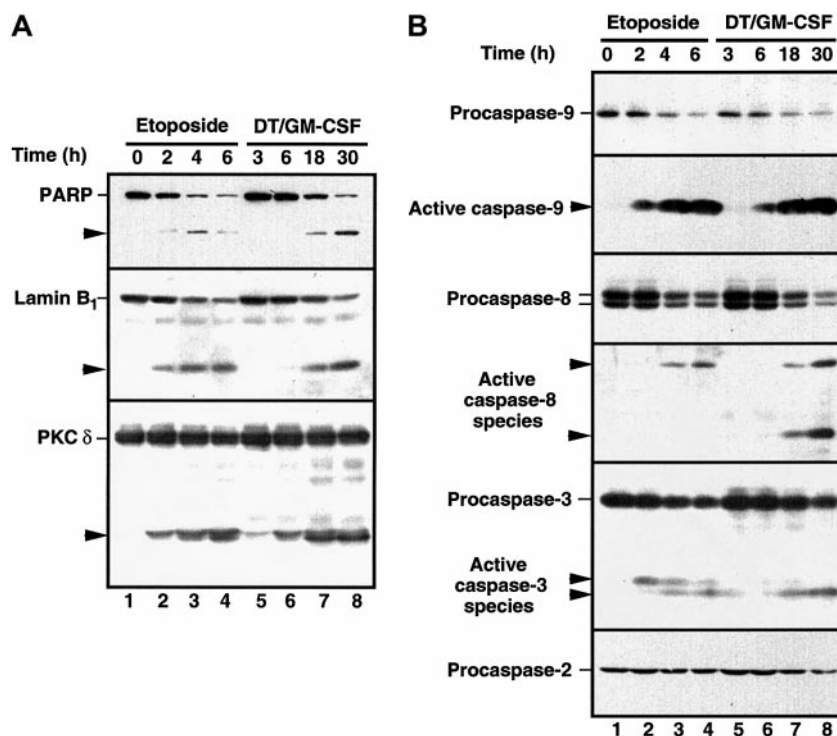 A
Etoposide DT/GM-CSF
Time (h) 0 2 4 6 3 6 18 30
PARP
Lamin B1
PKC δ
1 2 3 4 5 6 7 8
B
Etoposide DT/GM-CSF
Time (h) 0 2 4 6 3 6 18 30
Procaspase-9
Active caspase-9
Procaspase-8
Active
caspase-8
species
Procaspase-3
Active
caspase-3
species
Procaspase-2
1 2 3 4 5 6 7 8